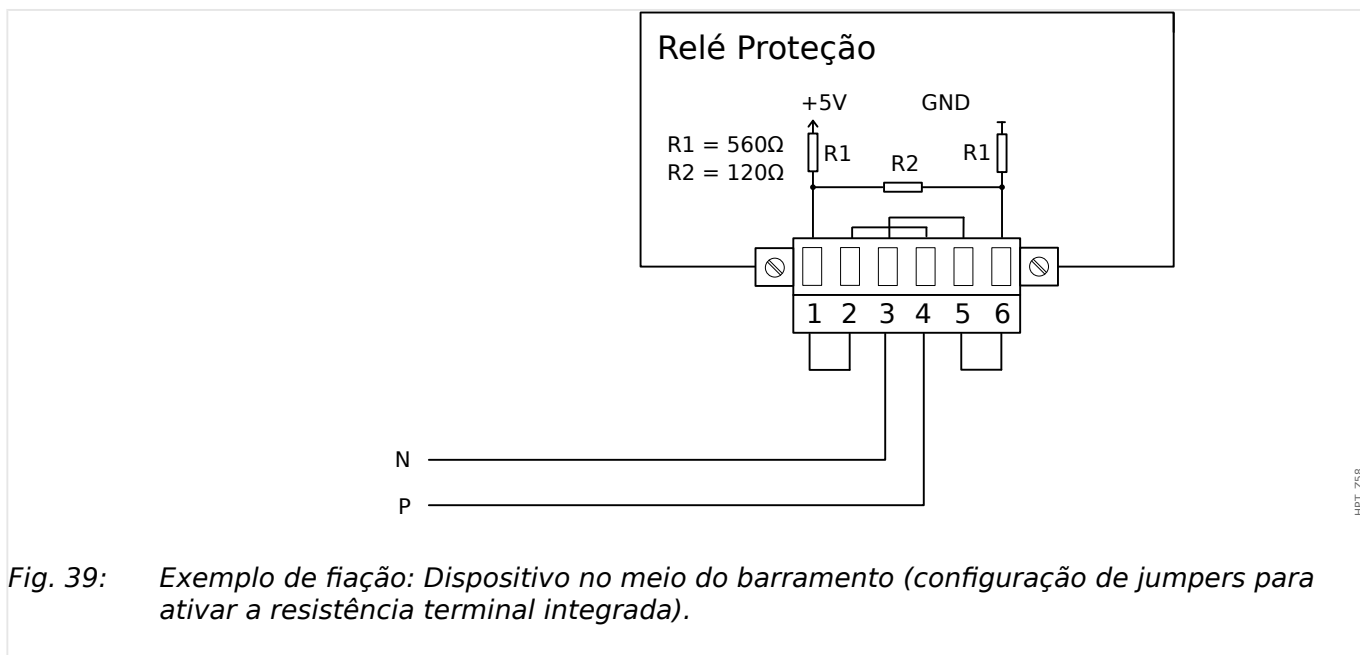 Relé Proteção
+5V GND
R1 = 560Ω
R2 = 120Ω
R1 R2 R1
1 2 3 4 5 6
N
P
HPT_Z58
Fig. 39: Exemplo de fiação: Dispositivo no meio do barramento (configuração de jumpers para
ativar a resistência terminal integrada).